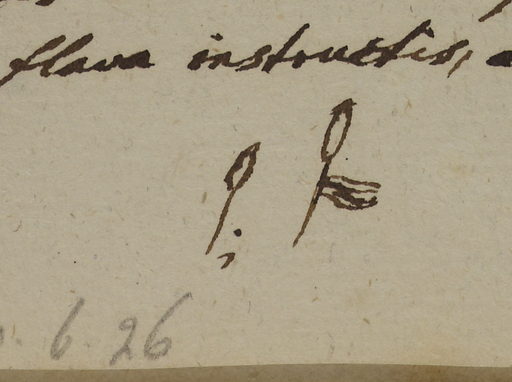 flava instructis,
6. 26